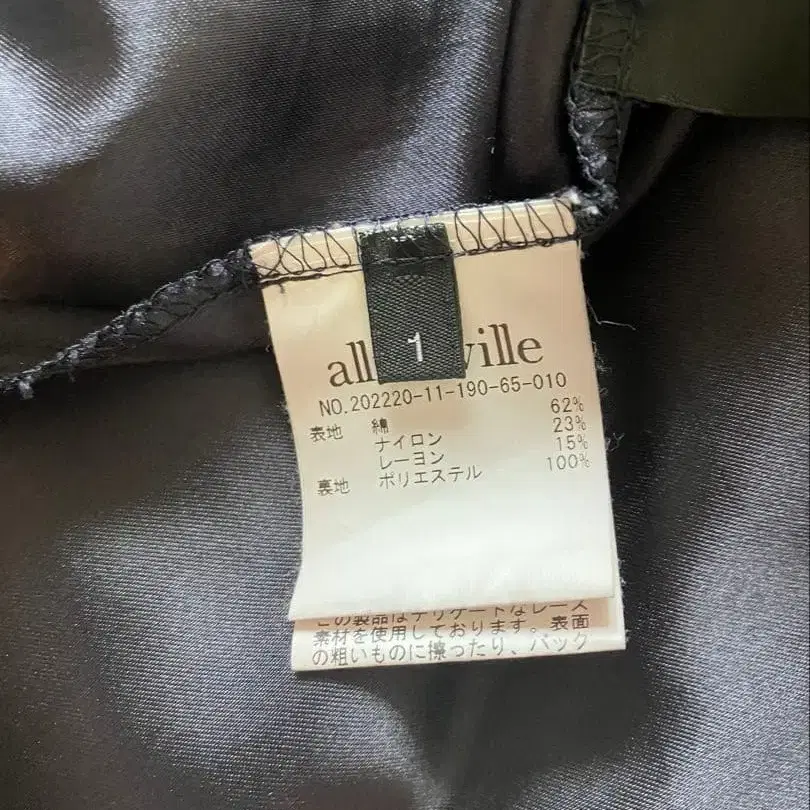 1
all ville
NO.202220-11-190-65-010
表地 綿 62%
ナイロン 23%
レーヨン 15%
裏地 ポリエステル 100%
この製品はデリケートなレース
素材を使用しております。表面
の粗いものに擦ったり、バック